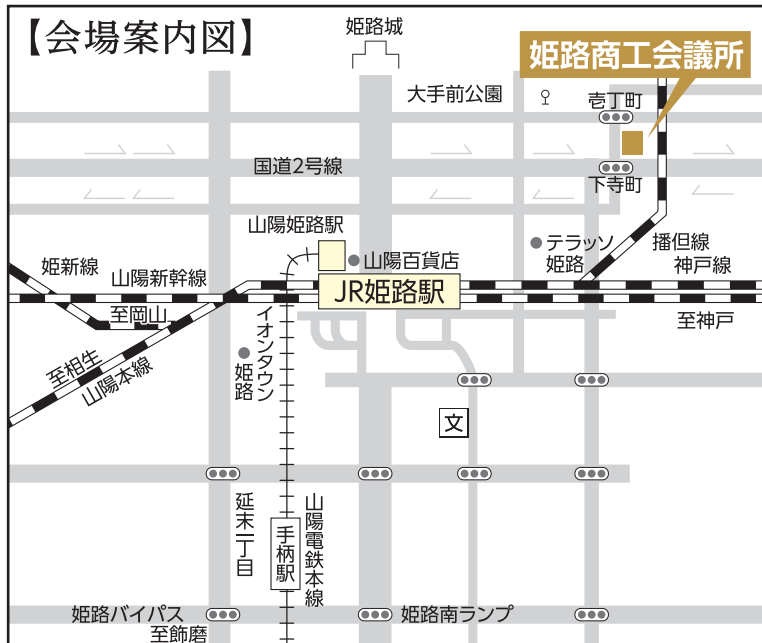 【会場案内図】
姫路城
姫路商工会議所
大手前公園
壱丁町
国道2号線
下寺町
山陽姫路駅
山陽百貨店
テラッソ
姫路
播但線
神戸線
姫新線
山陽新幹線
JR姫路駅
至岡山
至神戸
至相生
山陽本線
イオンタウン
姫路
文
延末一丁目
手柄駅
山陽電鉄本線
姫路バイパス
姫路南ランプ
至飾磨